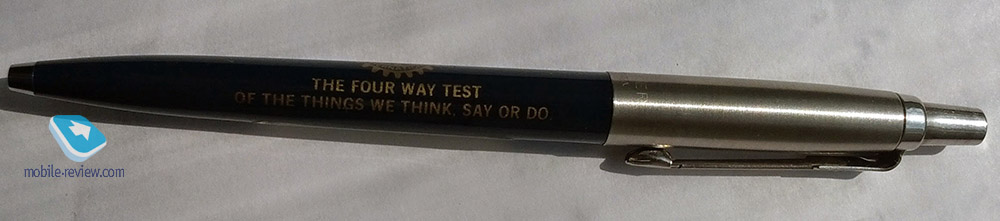 THE FOUR WAY TEST
OF THE THINGS WE THINK, SAY OR DO
mobile-review.com